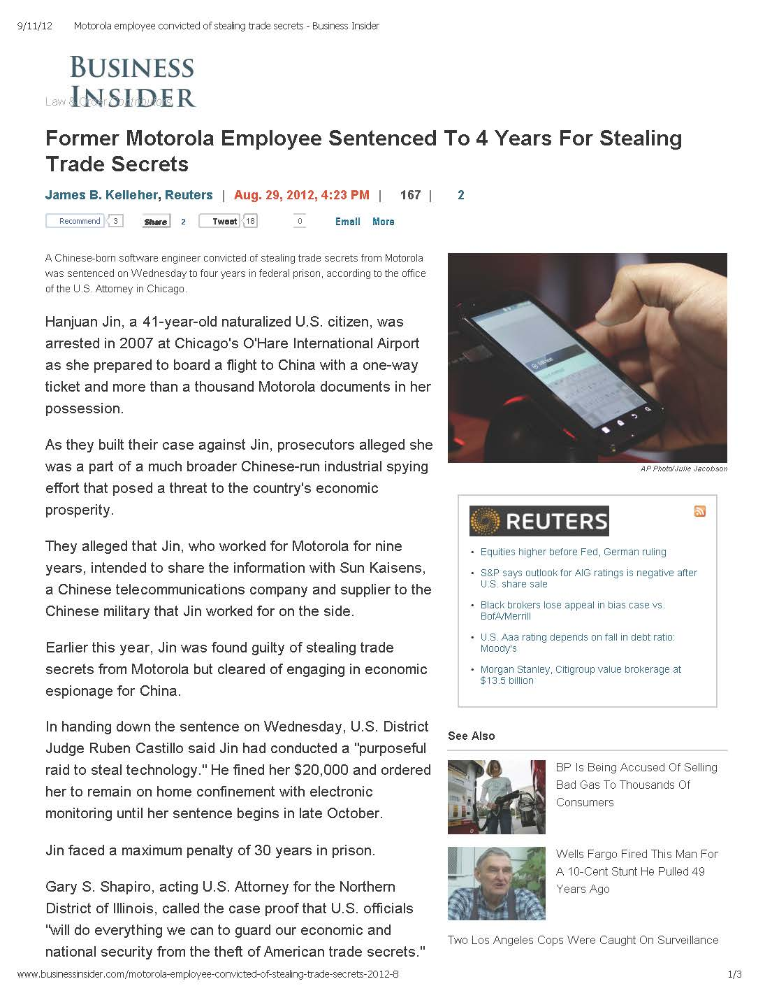 9/11/12 Motorola employee convicted of stealing trade secrets - Business Insider
BUSINESS
INSIDER
Law & Order Contributors
Former Motorola Employee Sentenced To 4 Years For Stealing
Trade Secrets
James B. Kelleher, Reuters | Aug. 29, 2012, 4:23 PM | 167 | 2
Recommend 3 Share 2 Tweet 18 0 Email More
A Chinese-born software engineer convicted of stealing trade secrets from Motorola
was sentenced on Wednesday to four years in federal prison, according to the office
of the U.S. Attorney in Chicago.
Hanjuan Jin, a 41-year-old naturalized U.S. citizen, was
arrested in 2007 at Chicago's O'Hare International Airport
as she prepared to board a flight to China with a one-way
ticket and more than a thousand Motorola documents in her
possession.
As they built their case against Jin, prosecutors alleged she
was a part of a much broader Chinese-run industrial spying
effort that posed a threat to the country's economic
prosperity.
They alleged that Jin, who worked for Motorola for nine
years, intended to share the information with Sun Kaisens,
a Chinese telecommunications company and supplier to the
Chinese military that Jin worked for on the side.
Earlier this year, Jin was found guilty of stealing trade
secrets from Motorola but cleared of engaging in economic
espionage for China.
In handing down the sentence on Wednesday, U.S. District
Judge Ruben Castillo said Jin had conducted a "purposeful
raid to steal technology." He fined her $20,000 and ordered
her to remain on home confinement with electronic
monitoring until her sentence begins in late October.
Jin faced a maximum penalty of 30 years in prison.
Gary S. Shapiro, acting U.S. Attorney for the Northern
District of Illinois, called the case proof that U.S. officials
"will do everything we can to guard our economic and
national security from the theft of American trade secrets."
Edit text
AP Photo/Julie Jacobson
REUTERS
• Equities higher before Fed, German ruling
• S&P says outlook for AIG ratings is negative after
U.S. share sale
• Black brokers lose appeal in bias case vs.
BofA/Merrill
• U.S. Aaa rating depends on fall in debt ratio:
Moody's
• Morgan Stanley, Citigroup value brokerage at
$13.5 billion
See Also
BP Is Being Accused Of Selling
Bad Gas To Thousands Of
Consumers
Wells Fargo Fired This Man For
A 10-Cent Stunt He Pulled 49
Years Ago
Two Los Angeles Cops Were Caught On Surveillance
www.businessinsider.com/motorola-employee-convicted-of-stealing-trade-secrets-2012-8 1/3